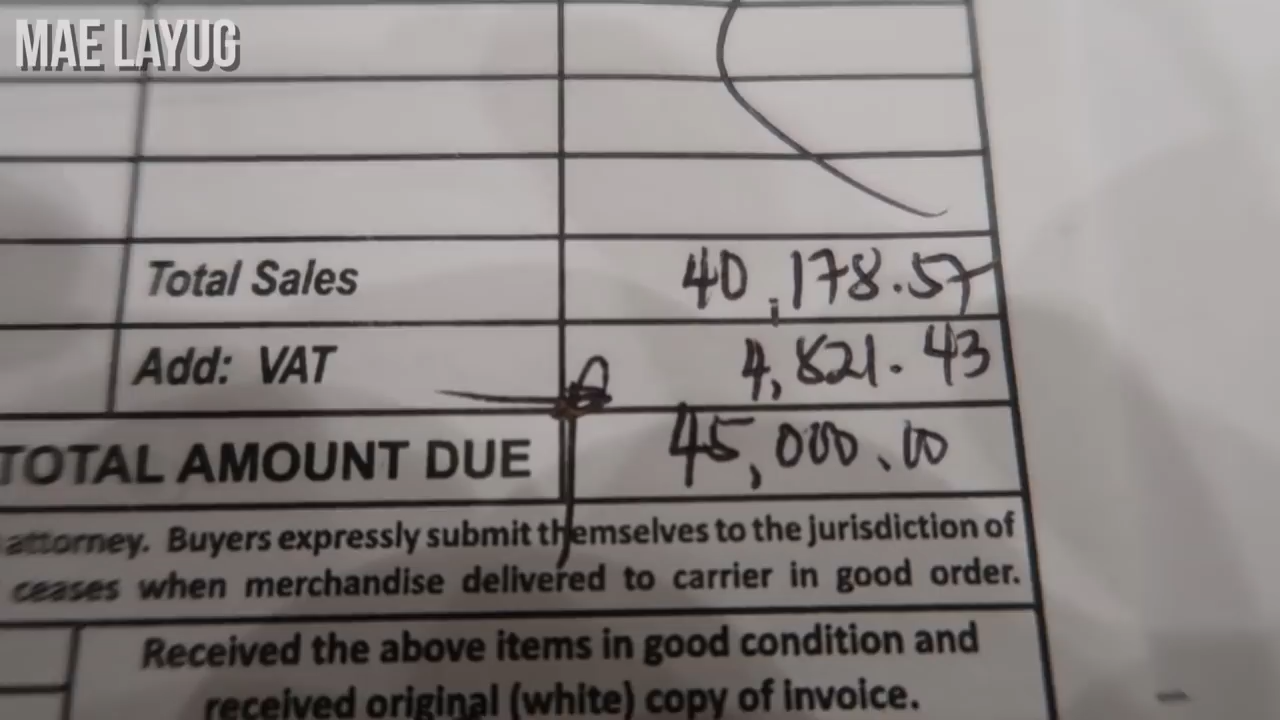 MAE LAYUG
Total Sales 40,178.57
Add: VAT 4,821.43
TOTAL AMOUNT DUE 45,000.00
attorney. Buyers expressly submit themselves to the jurisdiction of
ceases when merchandise delivered to carrier in good order.
Received the above items in good condition and
received original (white) copy of invoice.